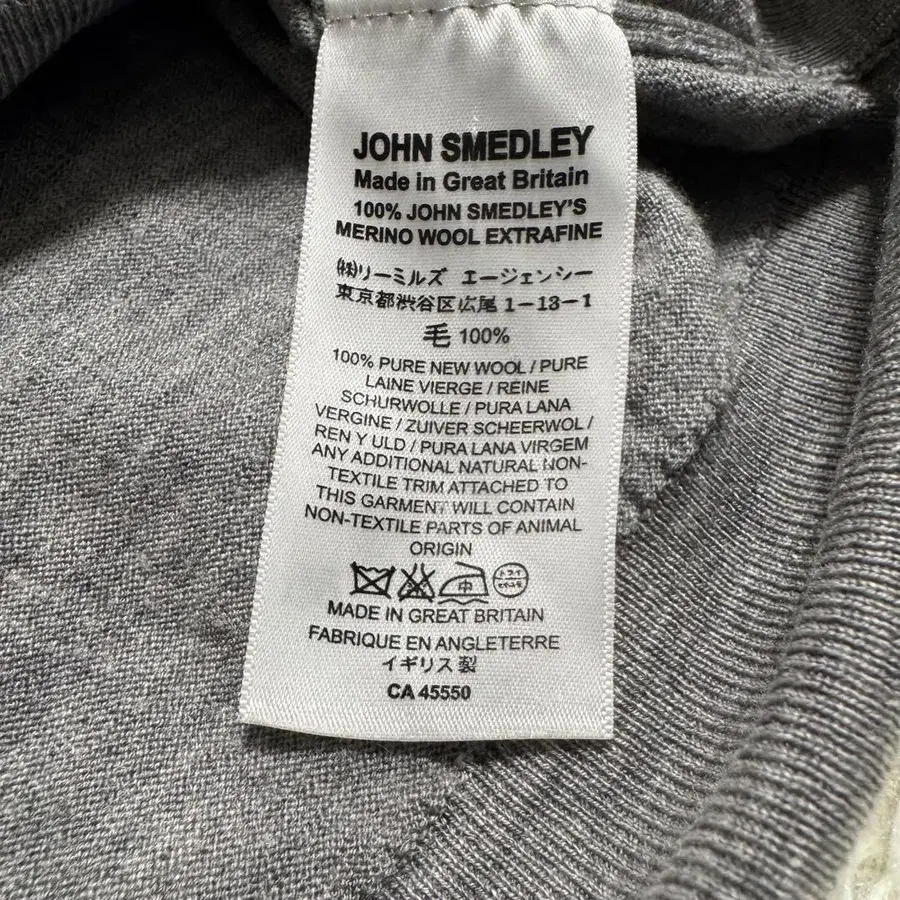 JOHN SMEDLEY
Made in Great Britain
100% JOHN SMEDLEY'S
MERINO WOOL EXTRAFINE
㈱リーミルズ エージェンシー
東京都渋谷区広尾 1-13-1
毛 100%
100% PURE NEW WOOL / PURE
LAINE VIERGE / REINE
SCHURWOLLE / PURA LANA
VERGINE / ZUIVER SCHEERWOL /
REN Y ULD / PURA LANA VIRGEM
ANY ADDITIONAL NATURAL NON-
TEXTILE TRIM ATTACHED TO
THIS GARMENT WILL CONTAIN
NON-TEXTILE PARTS OF ANIMAL
ORIGIN
中
MADE IN GREAT BRITAIN
FABRIQUE EN ANGLETERRE
イギリス製
CA 45550